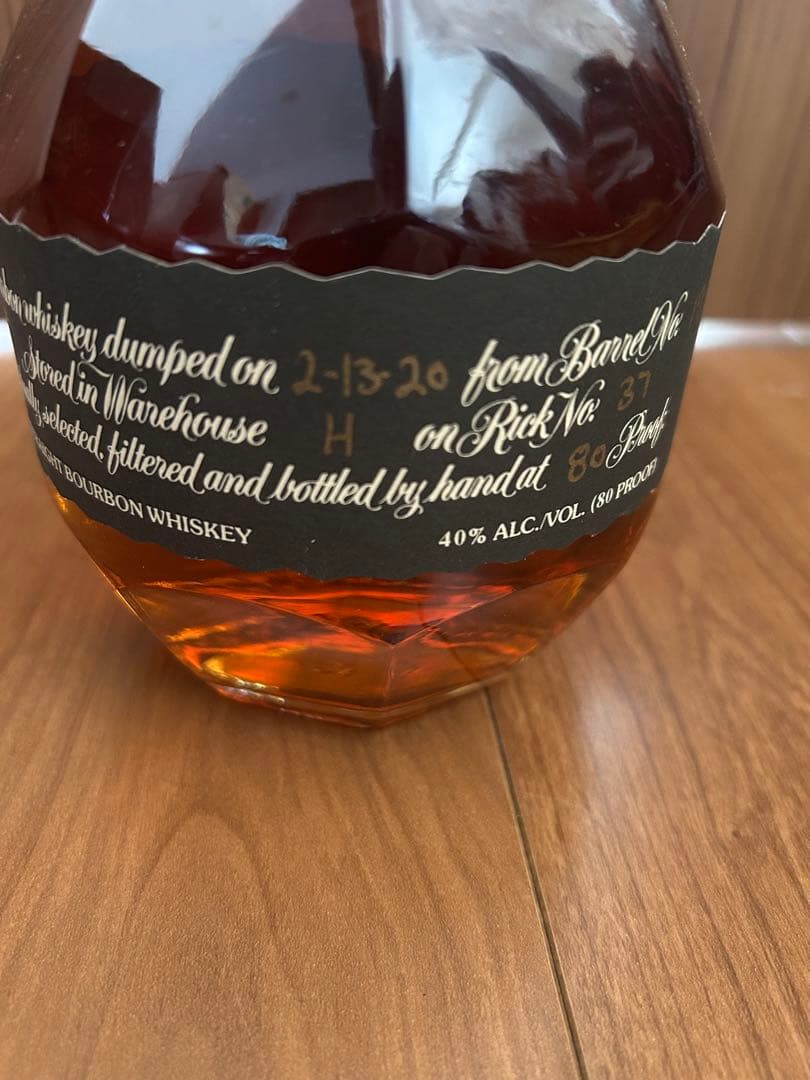 whiskey dumped on 2-13-20 from Barrel No.
Stored in Warehouse H on Rick No. 37
selected, filtered and bottled by hand at 80 Proof.
BOURBON WHISKEY 40% ALC./VOL. (80 PROOF)